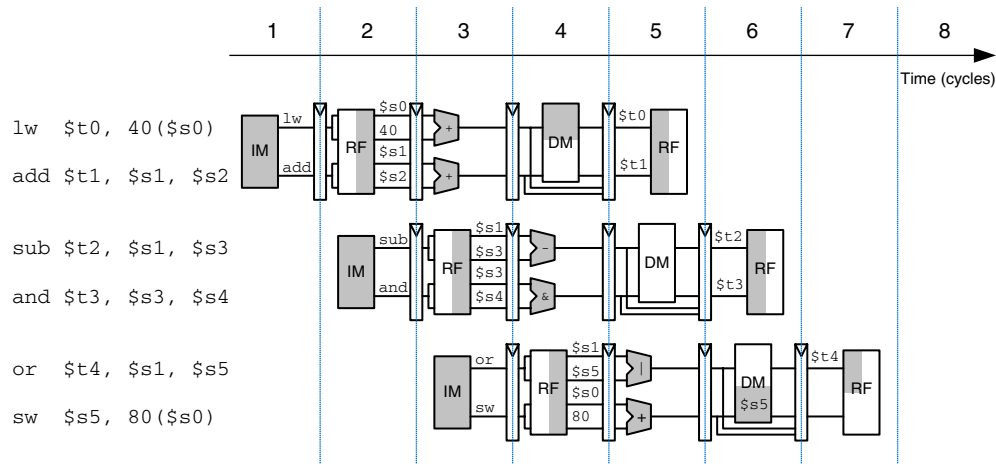 1 2 3 4 5 6 7 8
Time (cycles)
lw $t0, 40($s0)
add $t1, $s1, $s2
IM
lw
add
RF
$s0
40
$s1
$s2
+
+
DM
$t0
$t1
RF
sub $t2, $s1, $s3
and $t3, $s3, $s4
IM
sub
and
RF
$s1
$s3
$s3
$s4
-
&
DM
$t2
$t3
RF
or $t4, $s1, $s5
sw $s5, 80($s0)
IM
or
sw
RF
$s1
$s5
$s0
80
|
+
DM
$s5
$t4
RF